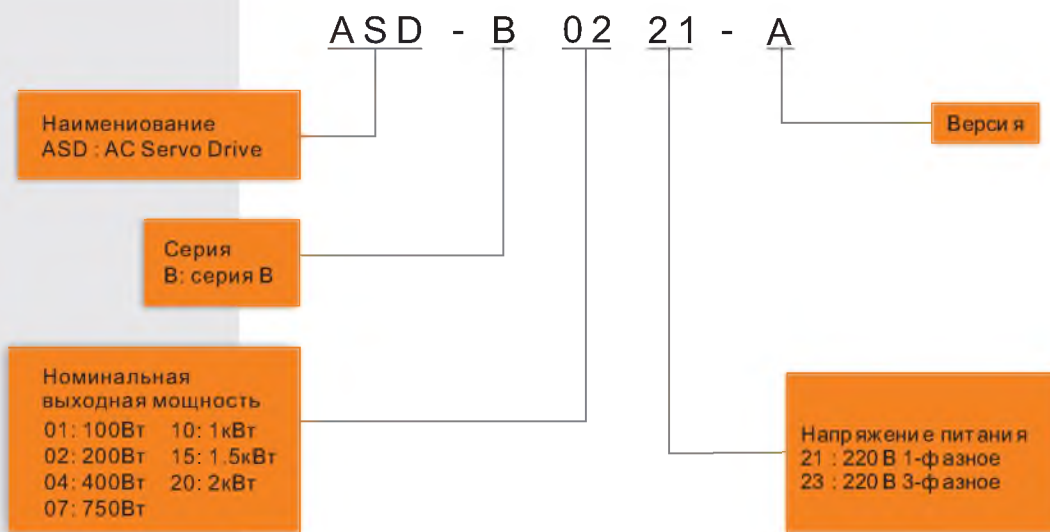 ASD - B 02 21 - A
Наимениование
ASD : AC Servo Drive
Версия
Серия
B: серия B
Номинальная
выходная мощность
01: 100Вт 10: 1кВт
02: 200Вт 15: 1.5кВт
04: 400Вт 20: 2кВт
07: 750Вт
Напряжение питания
21 : 220 В 1-фазное
23 : 220 В 3-фазное